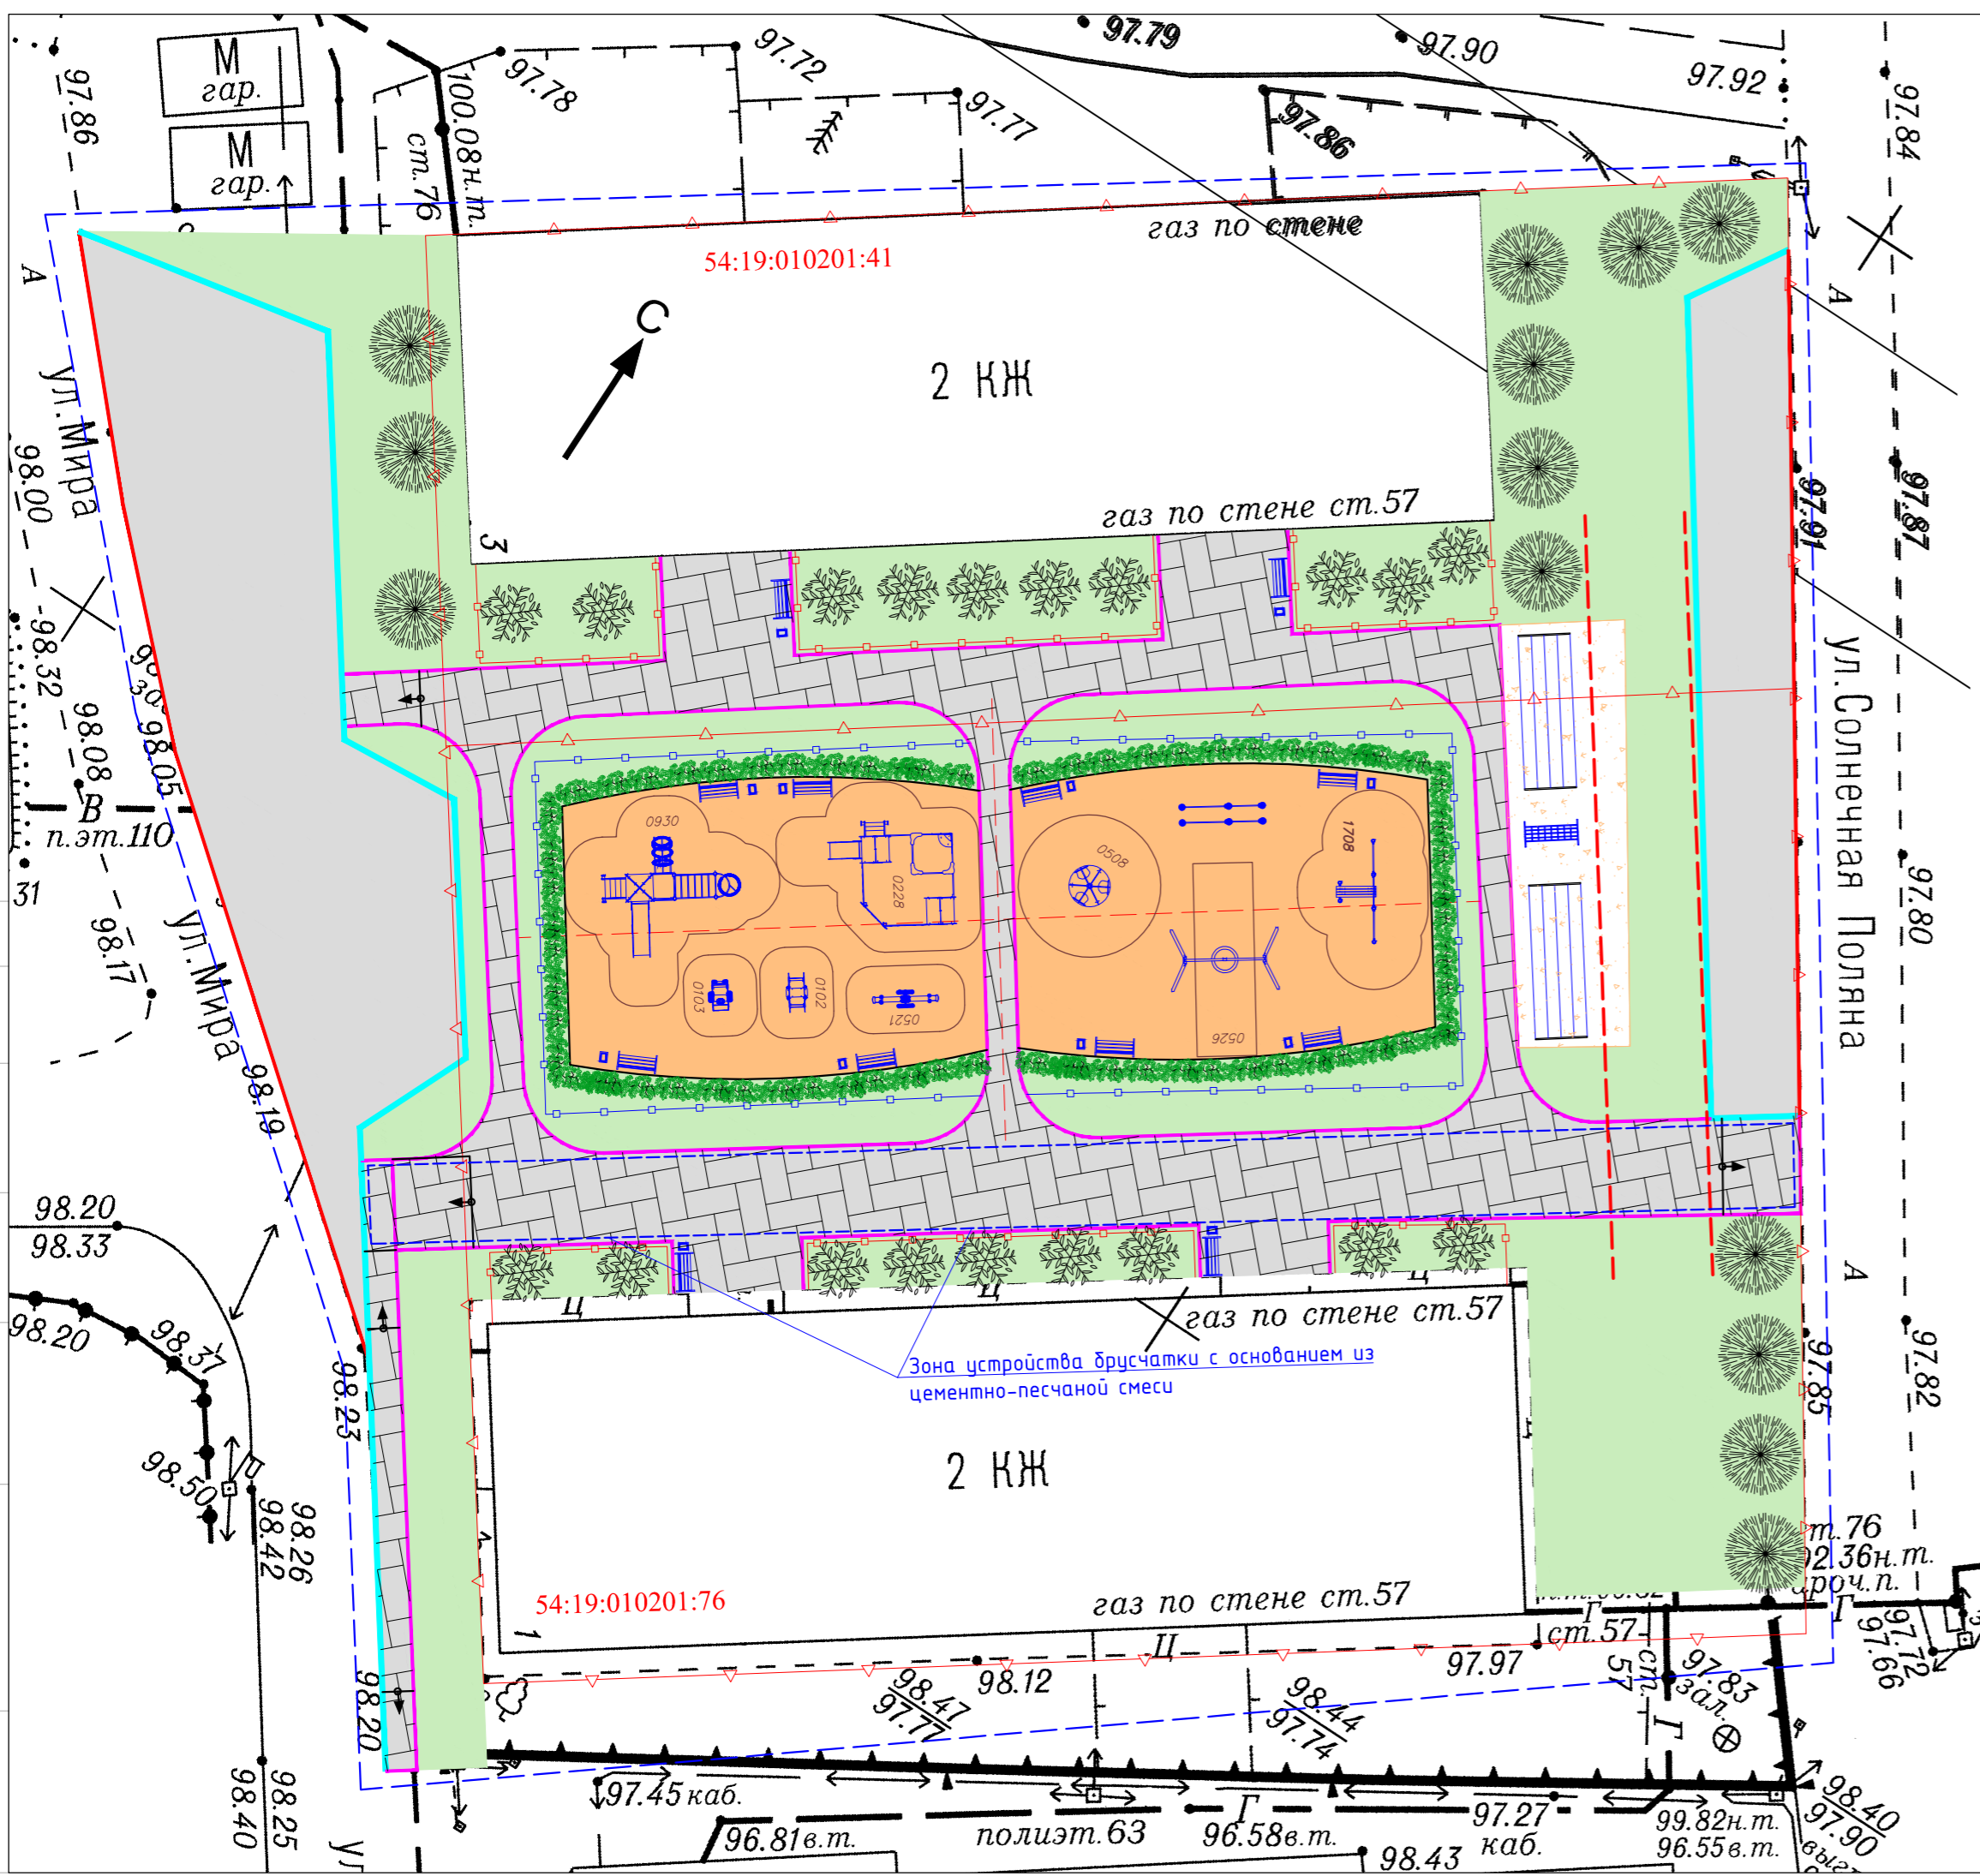 М
гар.
М
гар.
97.86
97.78
97.72
97.77
97.79
97.90
97.92
97.86
97.84
100.08н.т.
ст.76
газ по стене
54:19:010201:41
С
2 КЖ
А
А
ул.Мира
98.00
98.32
98.08
98.05
В
п.эт.110
31
98.17
ул.Мира
98.19
газ по стене ст.57
3
97.91
97.87
ул.Солнечная Поляна
97.80
0930
0228
0508
1708
0103
0102
0521
0526
98.20
98.33
98.20
98.37
98.50
98.23
98.26
98.42
Ц
Ц
Ц
газ по стене ст.57
Зона устройства брусчатки с основанием из
цементно-песчаной смеси
А
97.85
97.82
2 КЖ
Ц
54:19:010201:76
1
газ по стене ст.57
т.76
92.36н.т.
Г
Г
97.72
97.66
ст.57
ст.
57
Ц
98.12
97.97
97.83
зал.
Г
98.47
97.77
98.44
97.74
98.20
98.25
98.40
ул
97.45 каб.
96.81в.т.
полиэт.63
Г
96.58в.т.
97.27
каб.
98.43
99.82н.т.
96.55в.т.
98.40
97.90